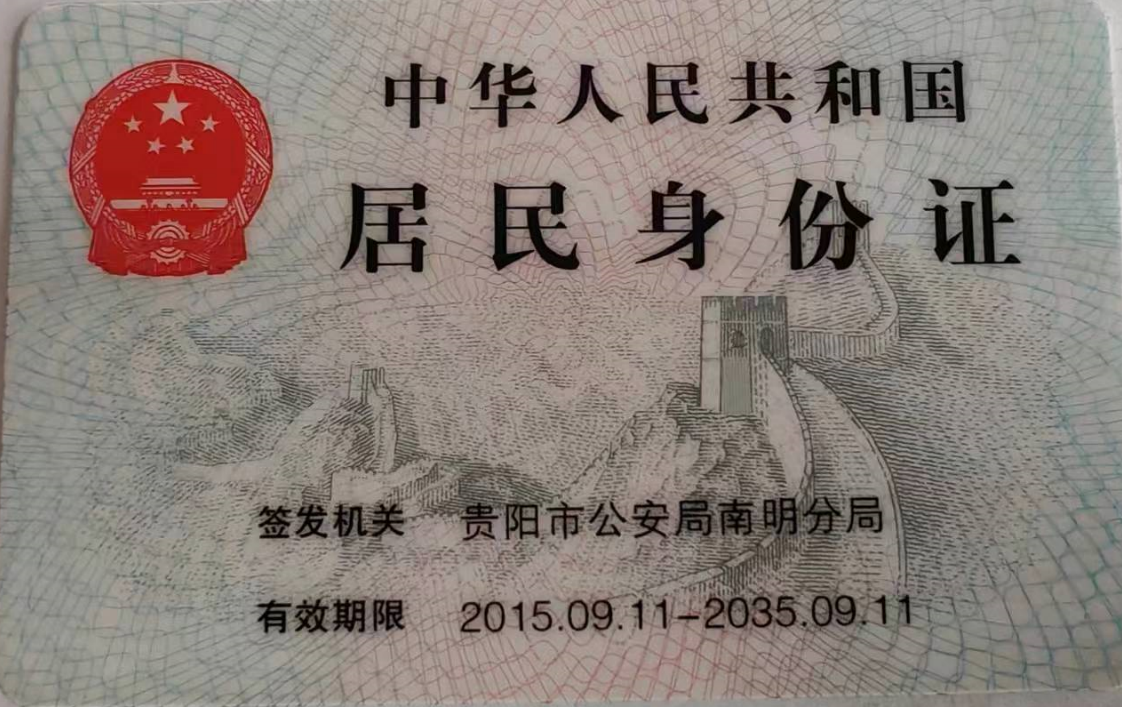 中华人民共和国
居民身份证
签发机关 贵阳市公安局南明分局
有效期限 2015.09.11-2035.09.11